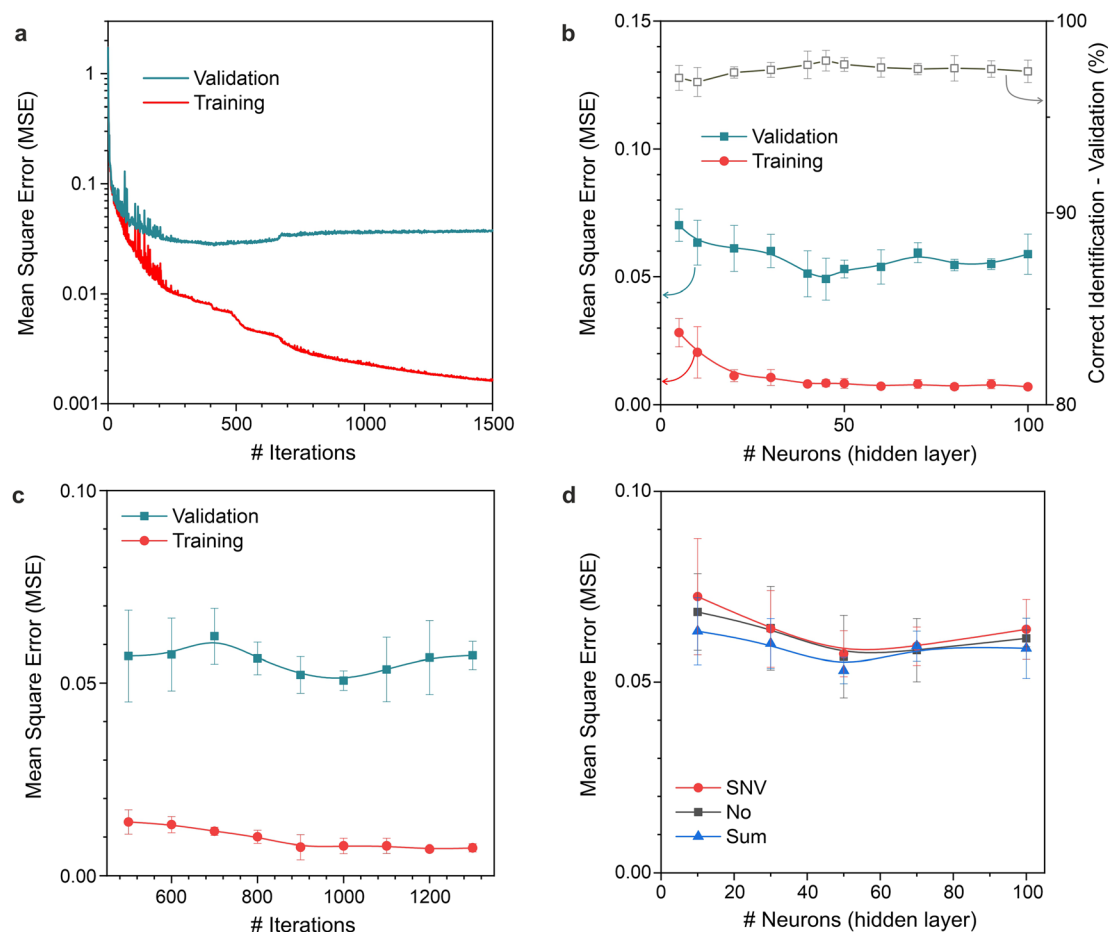 a
Mean Square Error (MSE)
1
0.1
0.01
0.001
Validation
Training
0
500
1000
1500
# Iterations
b
Mean Square Error (MSE)
0.15
0.10
0.05
0.00
Validation
Training
100
90
80
Correct Identification - Validation (%)
0
50
100
# Neurons (hidden layer)
c
Mean Square Error (MSE)
0.10
0.05
0.00
Validation
Training
600
800
1000
1200
# Iterations
d
Mean Square Error (MSE)
0.10
0.05
0.00
SNV
No
Sum
0
20
40
60
80
100
# Neurons (hidden layer)